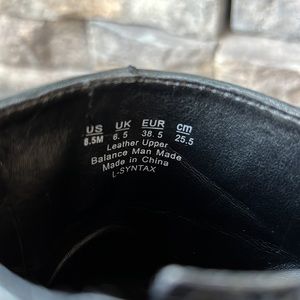 US UK EUR cm
8.5M 6.5 38.5 25.5
Leather Upper
Balance Man Made
Made in China
L-SYNTAX